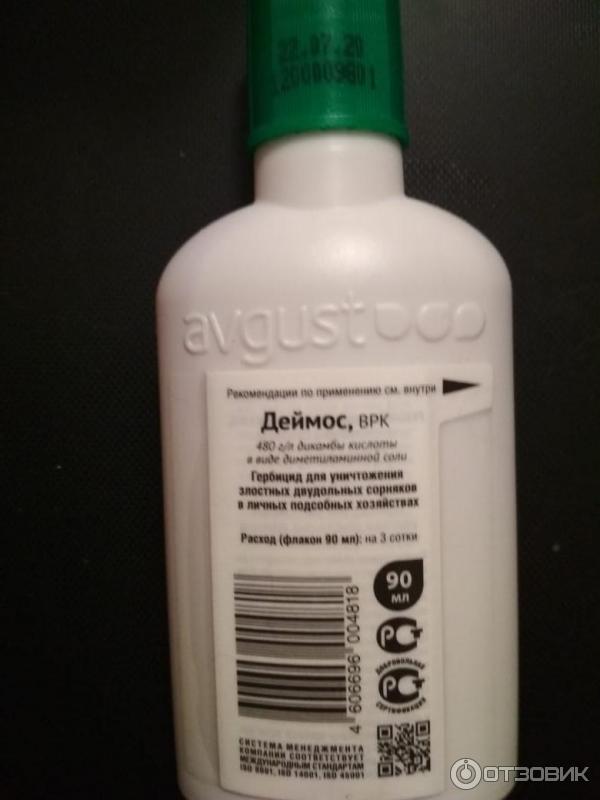 22.07.20
avgust
Рекомендации по применению см. внутри
Деймос, ВРК
480 г/л дикамбы кислоты
в виде диметиламинной соли
Гербицид для уничтожения
злостных двудольных сорняков
в личных подсобных хозяйствах
Расход (флакон 90 мл): на 3 сотки
90
мл
4 606696 004818
ДОБРОВОЛЬНАЯ
СЕРТИФИКАЦИЯ
СИСТЕМА МЕНЕДЖМЕНТА
КОМПАНИИ СООТВЕТСТВУЕТ
МЕЖДУНАРОДНЫМ СТАНДАРТАМ
ISO 9001, ISO 14001, ISO 45001
ОТЗОВИК